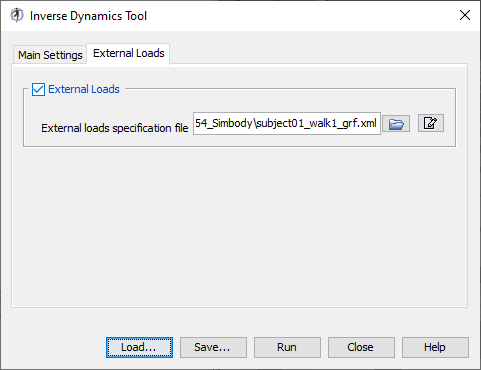 Inverse Dynamics Tool
Main Settings External Loads
External Loads
External loads specification file 54_Simbody\subject01_walk1_grf.xml
Load... Save... Run Close Help